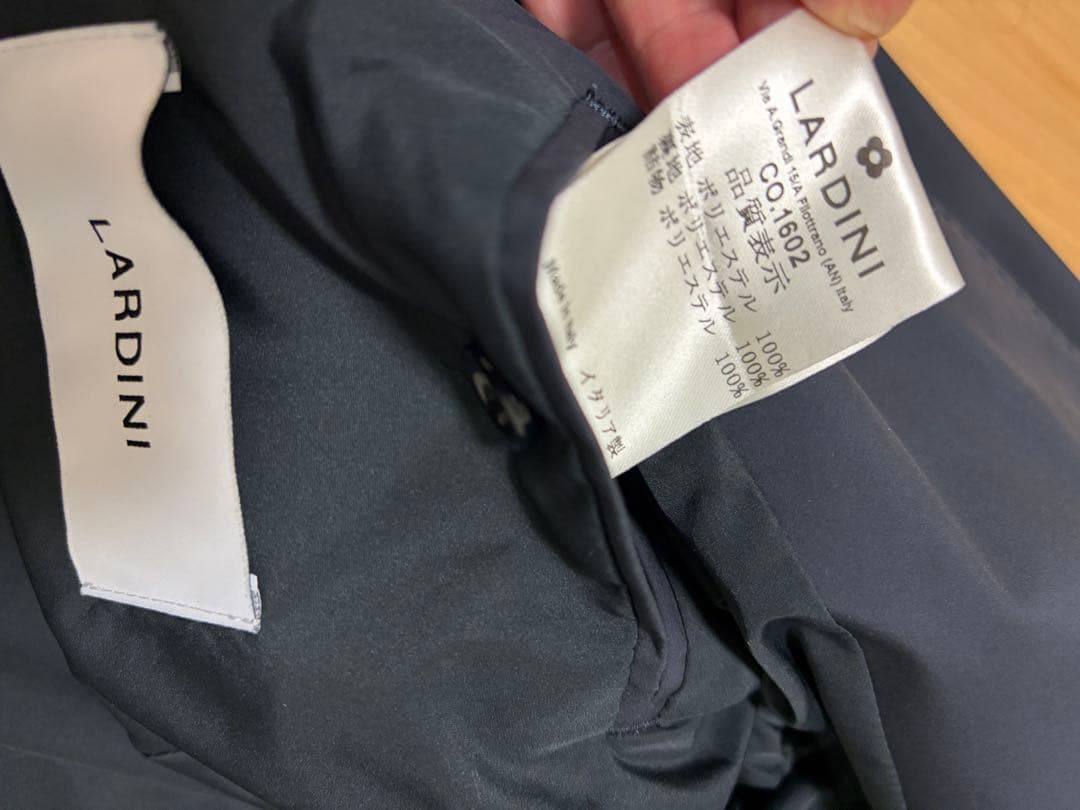 LARDINI
LARDINI
Via A.Grandi 15/A Filottrano (AN) Italy
CO.1602
品質表示
表地 ポリエステル 100%
裏地 ポリエステル 100%
詰物 ポリエステル 100%
Made in Italy イタリア製